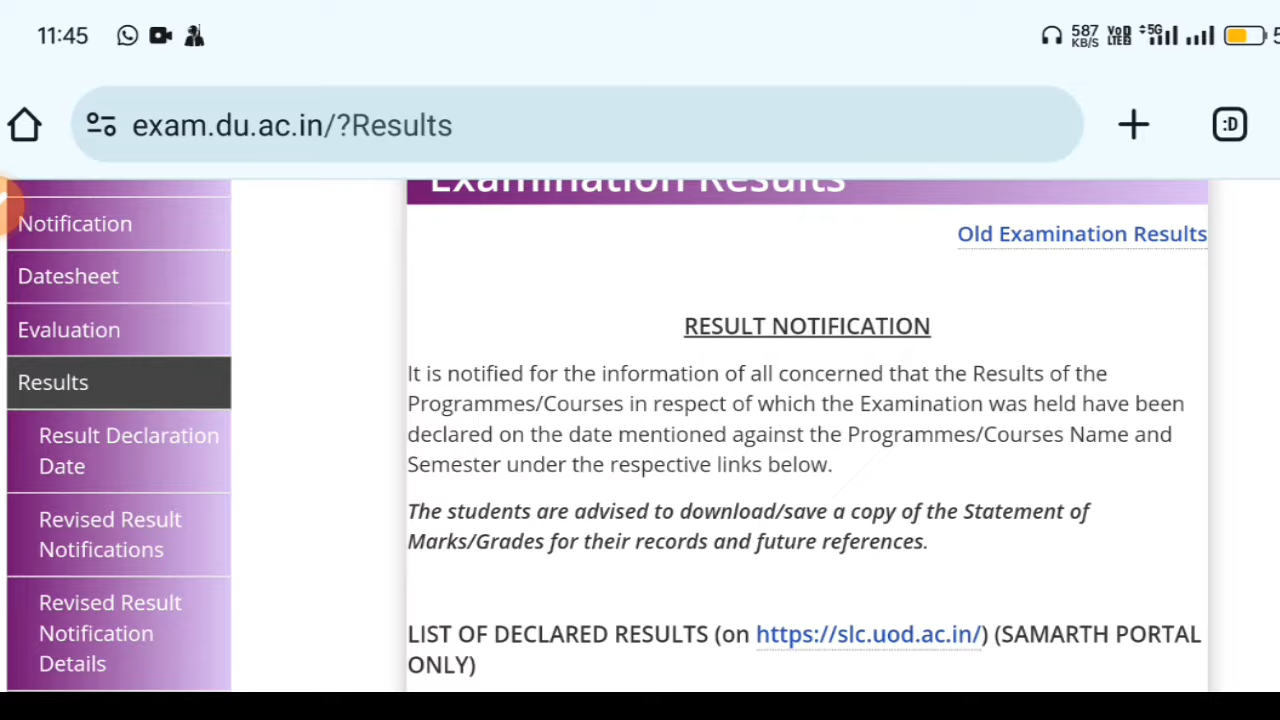 11:45
587
KB/S
VoD
LTE2
5G
5
exam.du.ac.in/?Results
:D
Examination Results
Notification
Datesheet
Evaluation
Results
Result Declaration
Date
Revised Result
Notifications
Revised Result
Notification
Details
Old Examination Results
RESULT NOTIFICATION
It is notified for the information of all concerned that the Results of the
Programmes/Courses in respect of which the Examination was held have been
declared on the date mentioned against the Programmes/Courses Name and
Semester under the respective links below.
The students are advised to download/save a copy of the Statement of
Marks/Grades for their records and future references.
LIST OF DECLARED RESULTS (on https://slc.uod.ac.in/) (SAMARTH PORTAL
ONLY)